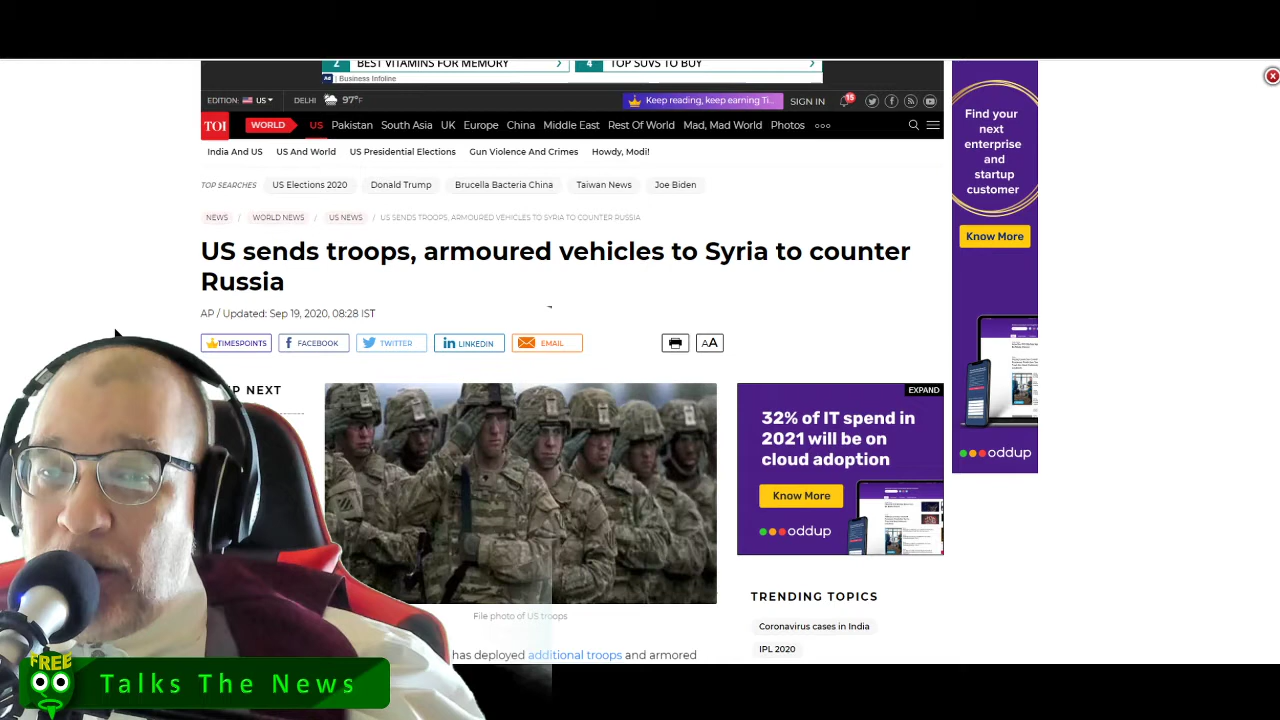 2 BEST VITAMINS FOR MEMORY >
4 TOP SUVS TO BUY >
Ad | Business Infoline
EDITION: US DELHI 97°F
Keep reading, keep earning Ti... SIGN IN 15
TOI WORLD US Pakistan South Asia UK Europe China Middle East Rest Of World Mad, Mad World Photos
India And US US And World US Presidential Elections Gun Violence And Crimes Howdy, Modi!
TOP SEARCHES US Elections 2020 Donald Trump Brucella Bacteria China Taiwan News Joe Biden
NEWS / WORLD NEWS / US NEWS / US SENDS TROOPS, ARMOURED VEHICLES TO SYRIA TO COUNTER RUSSIA
US sends troops, armoured vehicles to Syria to counter
Russia
AP / Updated: Sep 19, 2020, 08:28 IST
TIMESPOINTS FACEBOOK TWITTER LINKEDIN EMAIL AA
NEXT
File photo of US troops
has deployed additional troops and armored
Find your
next
enterprise
and
startup
customer
Know More
oddup
EXPAND
32% of IT spend in
2021 will be on
cloud adoption
Know More
oddup
TRENDING TOPICS
Coronavirus cases in India
IPL 2020
FREE
Talks The News